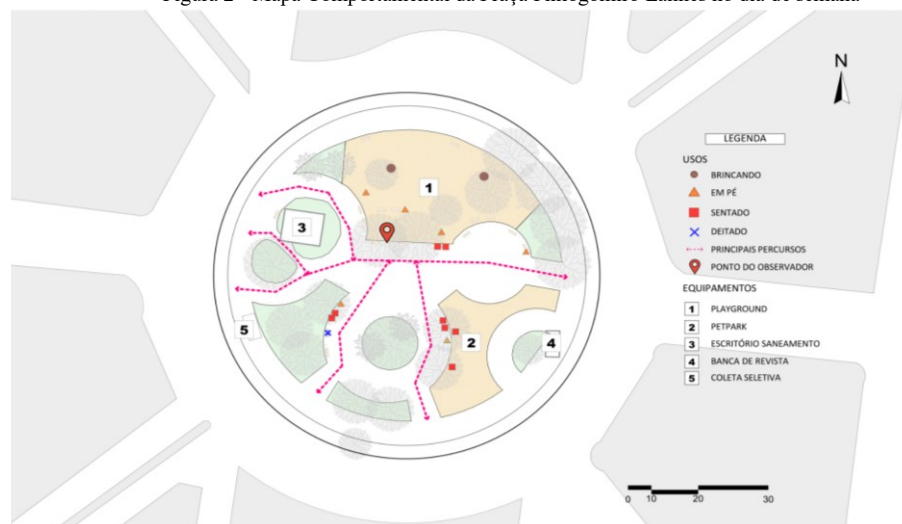 N
LEGENDA
USOS
BRINCANDO
EM PÉ
SENTADO
DEITADO
PRINCIPAIS PERCURSOS
PONTO DO OBSERVADOR
EQUIPAMENTOS
1 PLAYGROUND
2 PETPARK
3 ESCRITÓRIO SANEAMENTO
4 BANCA DE REVISTA
5 COLETA SELETIVA
1
3
5
2
4
0 10 20 30